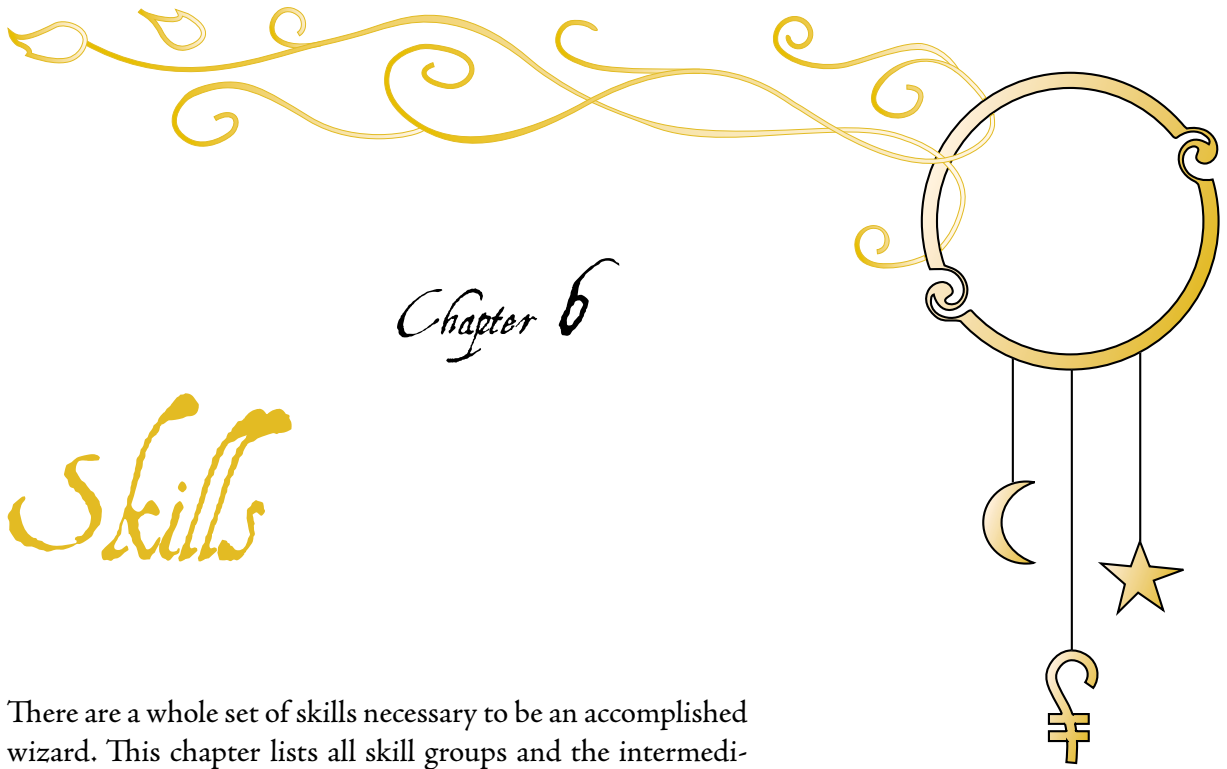 Chapter 6
Skills
There are a whole set of skills necessary to be an accomplished
wizard. This chapter lists all skill groups and the intermedi-